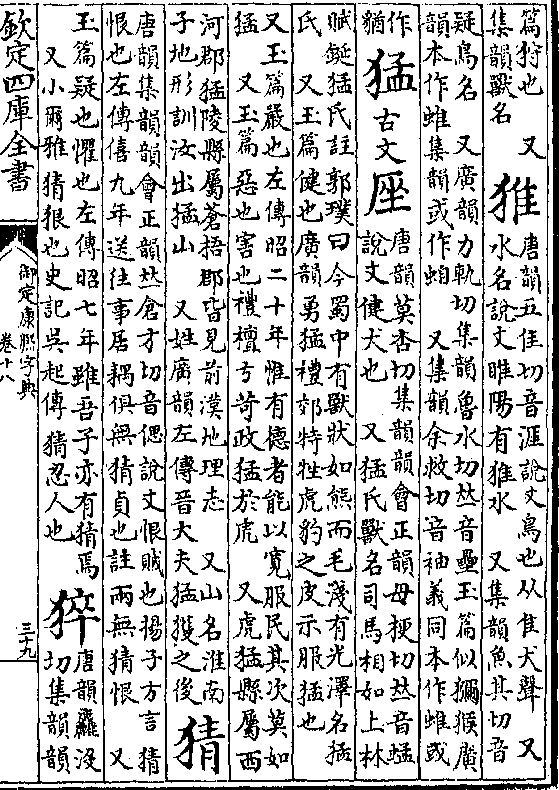 篇狩也　又
集韻獸名
猚
唐韻五佳切音涯說文鳥也从隹犬聲　又
水名說文睢陽有猚水　又集韻魚其切音
疑鳥名　又廣韻力軌切集韻魯水切𠀤音壘玉篇似獼猴廣
韻本作蜼集韻或作蚼　又集韻余救切音袖義同本作蜼或
作
猶
猛
古文
座
唐韻莫杏切集韻韻會正韻母梗切𠀤音蜢
說文健犬也　又猛氏獸名司馬相如上林
賦鋋猛氏註郭璞曰今蜀中有獸狀如熊而毛淺有光澤名猛
氏　又玉篇健也廣韻勇猛禮郊特牲虎豹之皮示服猛也
又玉篇嚴也左傳昭二十年惟有德者能以寬服民其次莫如
猛　又玉篇惡也害也禮檀弓苛政猛於虎　又虎猛縣屬西
河郡猛陵縣屬蒼梧郡皆見前漢地理志　又山名淮南
子地形訓汝出猛山　又姓廣韻左傳晉大夫猛獲之後
猜
唐韻集韻韻會正韻𠀤倉才切音偲說文恨賊也揚子方言猜
恨也左傳僖九年送往事居耦俱無猜貞也註兩無猜恨　又
玉篇疑也懼也左傳昭七年雖吾子亦有猜焉
又小爾雅猜狠也史記吳起傳猜忍人也
猝
唐韻麤沒
切集韻韻
欽定四庫全書
御定康熙字典
卷十八
三十九